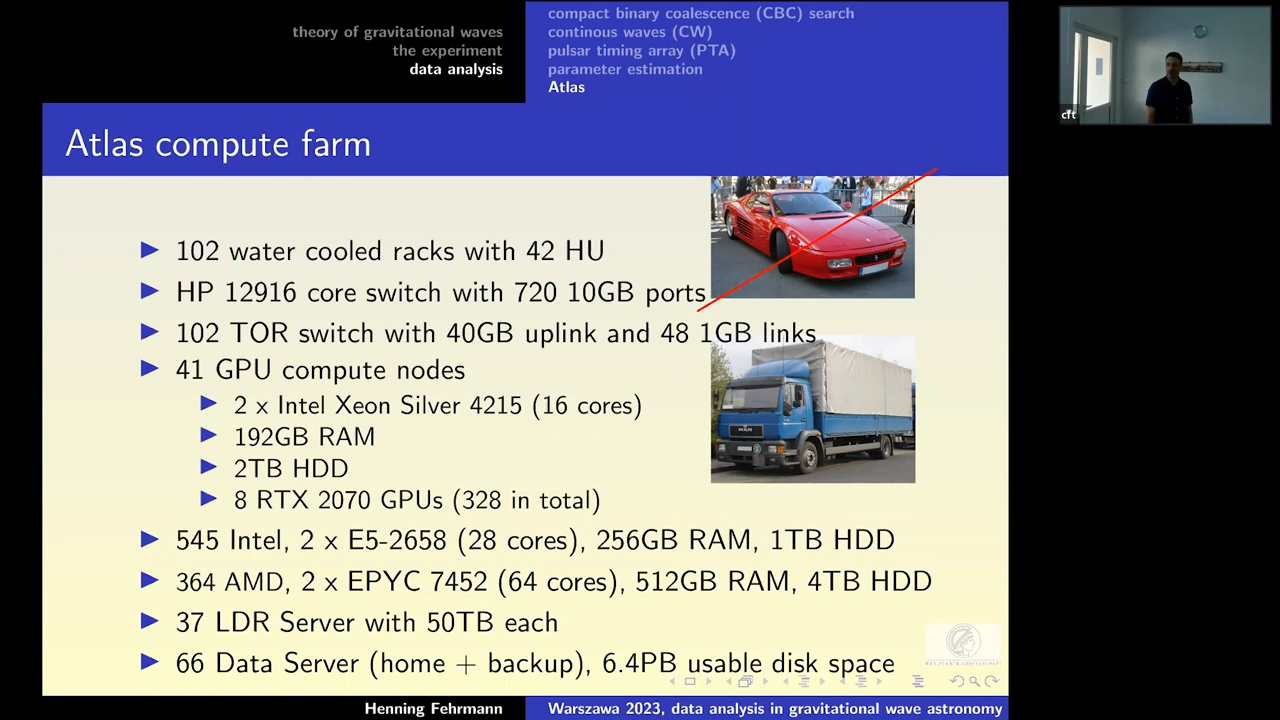 theory of gravitational waves
the experiment
data analysis
compact binary coalescence (CBC) search
continous waves (CW)
pulsar timing array (PTA)
parameter estimation
Atlas
cft
Atlas compute farm
102 water cooled racks with 42 HU
HP 12916 core switch with 720 10GB ports
102 TOR switch with 40GB uplink and 48 1GB links
41 GPU compute nodes
2 x Intel Xeon Silver 4215 (16 cores)
192GB RAM
2TB HDD
8 RTX 2070 GPUs (328 in total)
545 Intel, 2 x E5-2658 (28 cores), 256GB RAM, 1TB HDD
364 AMD, 2 x EPYC 7452 (64 cores), 512GB RAM, 4TB HDD
37 LDR Server with 50TB each
66 Data Server (home + backup), 6.4PB usable disk space
MAX-PLANCK-GESELLSCHAFT
Henning Fehrmann
Warszawa 2023, data analysis in gravitational wave astronomy